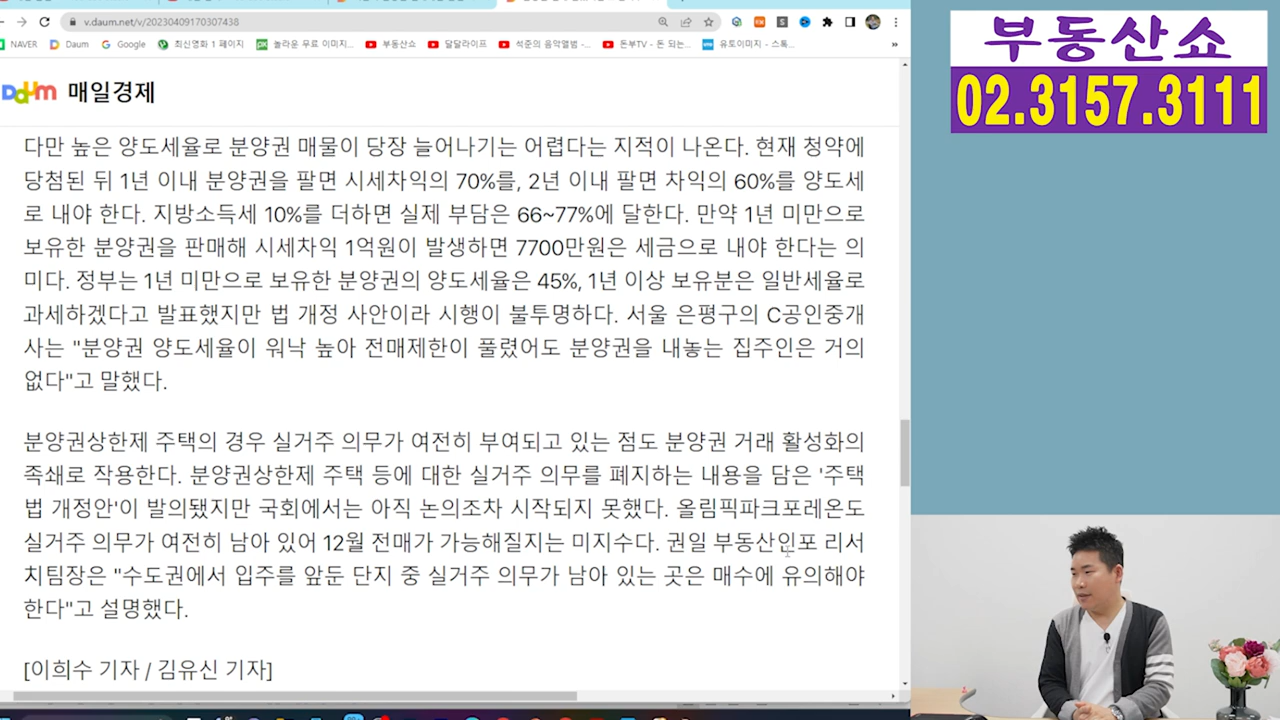 v.daum.net/v/20230409170307438
NAVER Daum Google 최신영화 1 페이지 놀라운 무료 이미지... 부동산쇼 달달라이프 석준의 음악앨범 -... 돈부TV - 돈 되는... 유토이미지 - 스톡...
부동산쇼
02.3157.3111
Daum 매일경제
다만 높은 양도세율로 분양권 매물이 당장 늘어나기는 어렵다는 지적이 나온다. 현재 청약에
당첨된 뒤 1년 이내 분양권을 팔면 시세차익의 70%를, 2년 이내 팔면 차익의 60%를 양도세
로 내야 한다. 지방소득세 10%를 더하면 실제 부담은 66~77%에 달한다. 만약 1년 미만으로
보유한 분양권을 판매해 시세차익 1억원이 발생하면 7700만원은 세금으로 내야 한다는 의
미다. 정부는 1년 미만으로 보유한 분양권의 양도세율은 45%, 1년 이상 보유분은 일반세율로
과세하겠다고 발표했지만 법 개정 사안이라 시행이 불투명하다. 서울 은평구의 C공인중개
사는 "분양권 양도세율이 워낙 높아 전매제한이 풀렸어도 분양권을 내놓는 집주인은 거의
없다"고 말했다.
분양권상한제 주택의 경우 실거주 의무가 여전히 부여되고 있는 점도 분양권 거래 활성화의
족쇄로 작용한다. 분양권상한제 주택 등에 대한 실거주 의무를 폐지하는 내용을 담은 '주택
법 개정안'이 발의됐지만 국회에서는 아직 논의조차 시작되지 못했다. 올림픽파크포레온도
실거주 의무가 여전히 남아 있어 12월 전매가 가능해질지는 미지수다. 권일 부동산인포 리서
치팀장은 "수도권에서 입주를 앞둔 단지 중 실거주 의무가 남아 있는 곳은 매수에 유의해야
한다"고 설명했다.
[이희수 기자 / 김유신 기자]